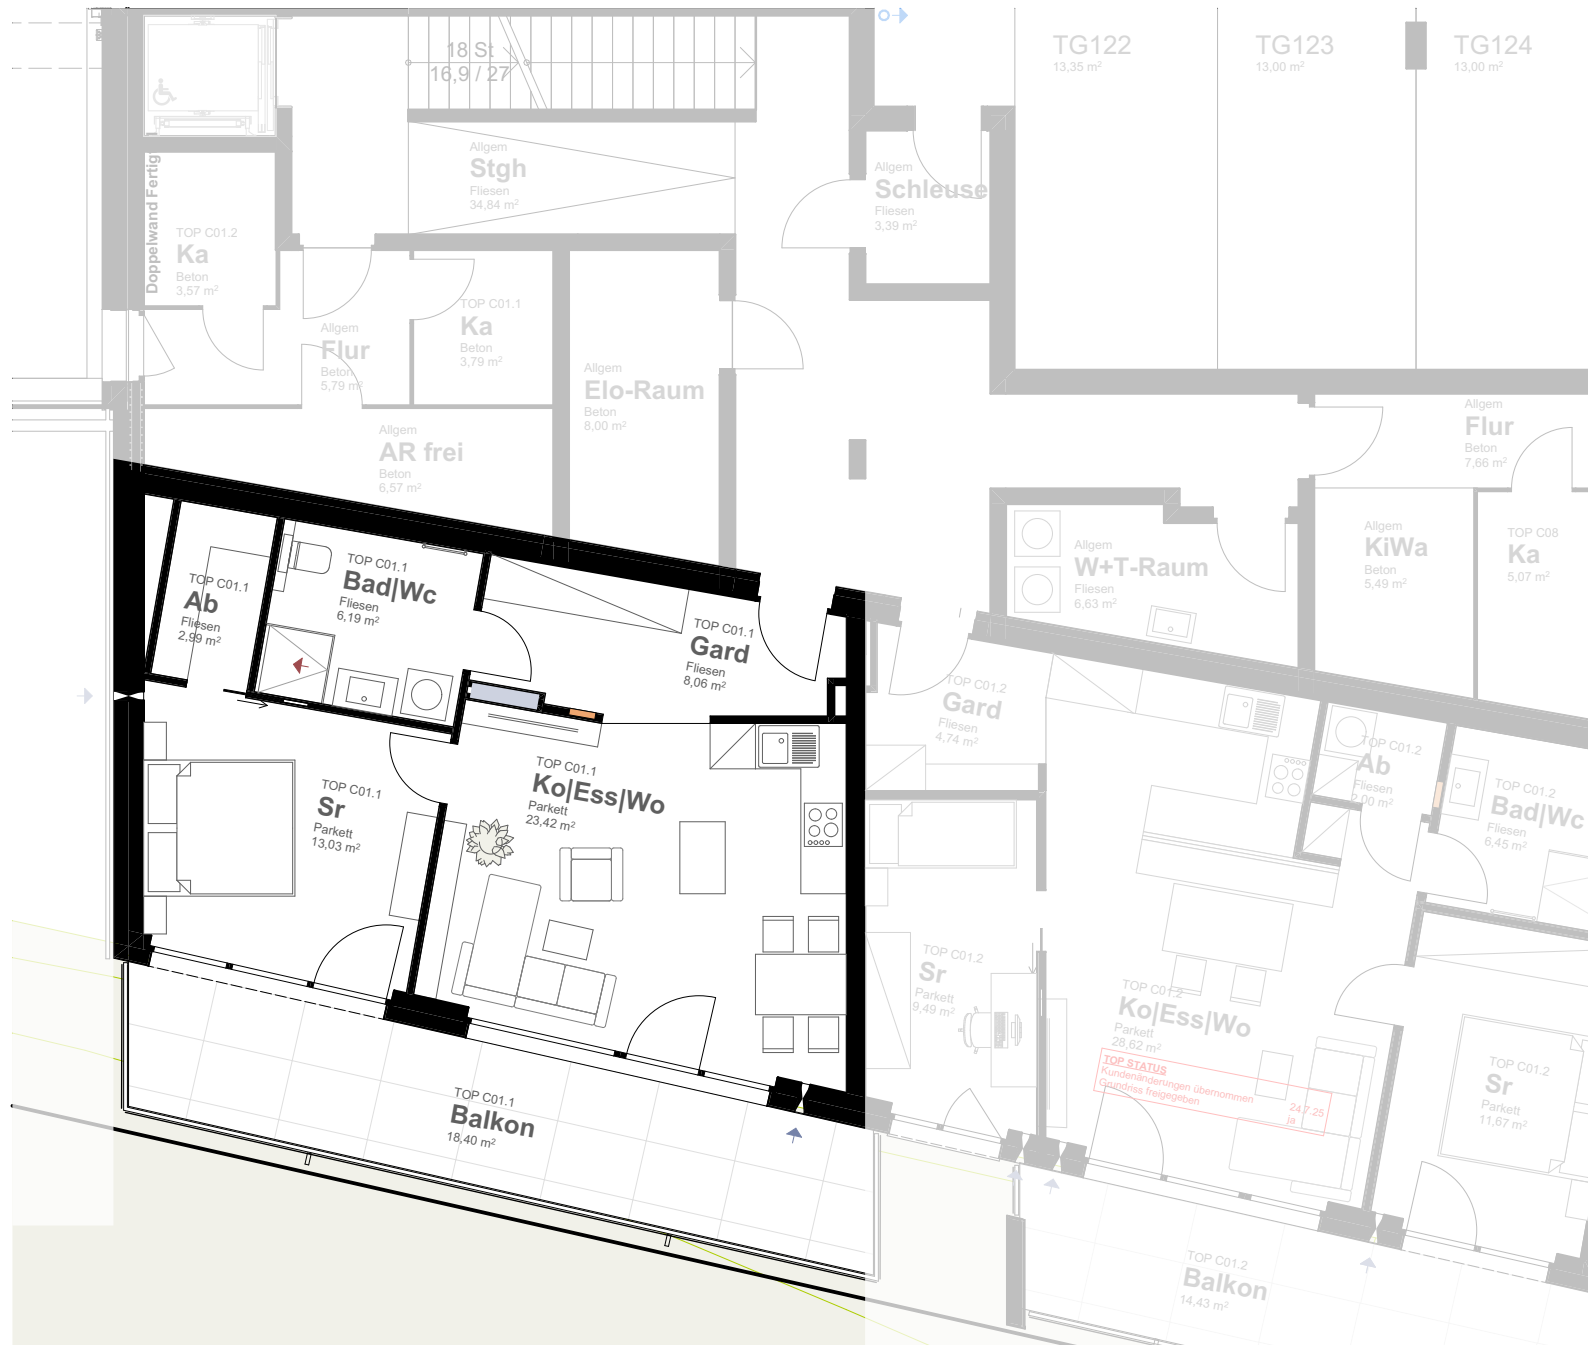 18 St
16,9 / 27
TG122
13,35 m²
TG123
13,00 m²
TG124
13,00 m²
Allgem
Stgh
Fliesen
34,84 m²
Allgem
Schleuse
Fliesen
3,39 m²
Doppelwand Fertig
TOP C01.2
Ka
Beton
3,57 m²
Allgem
Flur
Beton
5,79 m²
TOP C01.1
Ka
Beton
3,79 m²
Allgem
Elo-Raum
Beton
8,00 m²
Allgem
AR frei
Beton
6,57 m²
Allgem
Flur
Beton
7,66 m²
Allgem
W+T-Raum
Fliesen
6,63 m²
Allgem
KiWa
Beton
5,49 m²
TOP C08
Ka
5,07 m²
TOP C01.1
Ab
Fliesen
2,99 m²
TOP C01.1
Bad|Wc
Fliesen
6,19 m²
TOP C01.1
Gard
Fliesen
8,06 m²
TOP C01.1
Sr
Parkett
13,03 m²
TOP C01.1
Ko|Ess|Wo
Parkett
23,42 m²
TOP C01.1
Balkon
18,40 m²
TOP C01.2
Gard
Fliesen
4,74 m²
TOP C01.2
Ab
Fliesen
2,00 m²
TOP C01.2
Bad|Wc
Fliesen
6,45 m²
TOP C01.2
Sr
Parkett
9,49 m²
TOP C01.2
Ko|Ess|Wo
Parkett
28,62 m²
TOP STATUS
Kundenänderungen übernommen 24.7.25
Grundriss freigegeben ja
TOP C01.2
Sr
Parkett
11,67 m²
TOP C01.2
Balkon
14,43 m²